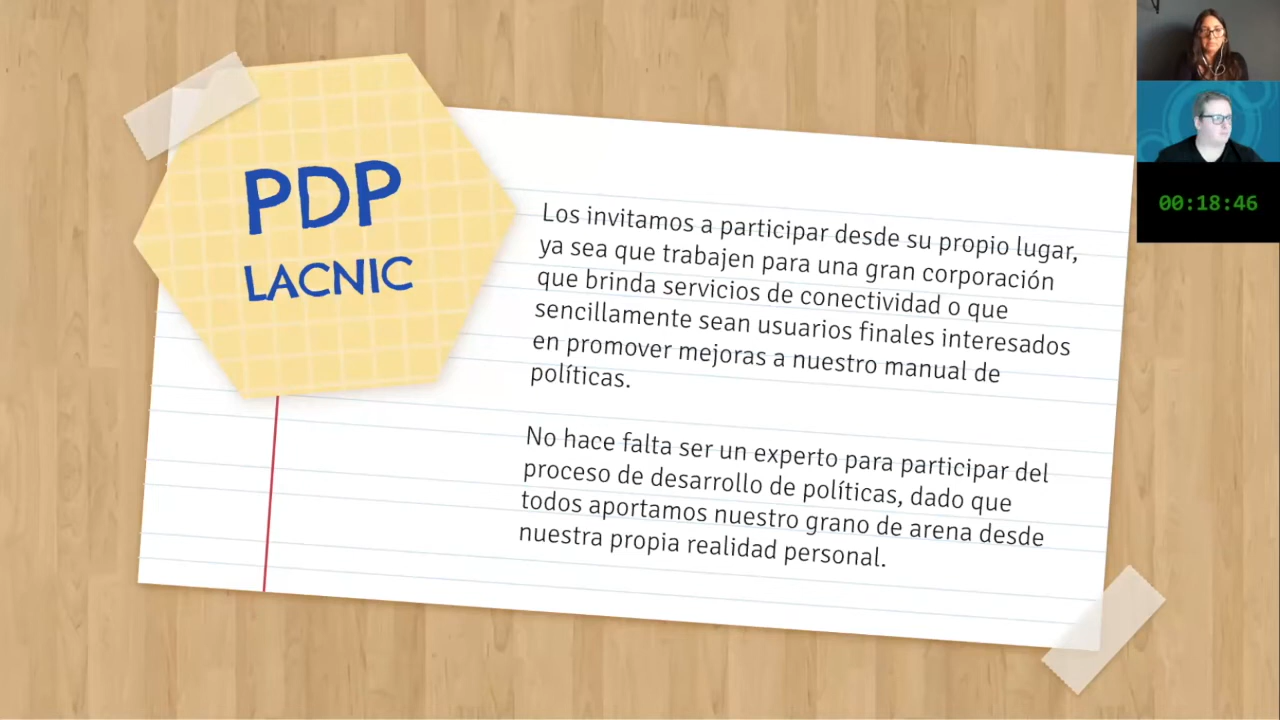 PDP
LACNIC
Los invitamos a participar desde su propio lugar,
ya sea que trabajen para una gran corporación
que brinda servicios de conectividad o que
sencillamente sean usuarios finales interesados
en promover mejoras a nuestro manual de
políticas.
No hace falta ser un experto para participar del
proceso de desarrollo de políticas, dado que
todos aportamos nuestro grano de arena desde
nuestra propia realidad personal.
00:18:46